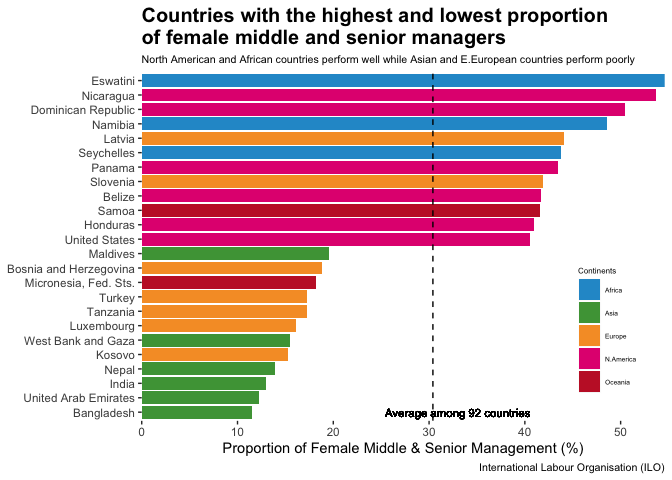 Countries with the highest and lowest proportion
of female middle and senior managers
North American and African countries perform well while Asian and E.European countries perform poorly
Eswatini
Nicaragua
Dominican Republic
Namibia
Latvia
Seychelles
Panama
Slovenia
Belize
Samoa
Honduras
United States
Maldives
Bosnia and Herzegovina
Micronesia, Fed. Sts.
Turkey
Tanzania
Luxembourg
West Bank and Gaza
Kosovo
Nepal
India
United Arab Emirates
Bangladesh
Continents
Africa
Asia
Europe
N.America
Oceania
Average among 92 countries
0 10 20 30 40 50
Proportion of Female Middle & Senior Management (%)
International Labour Organisation (ILO)